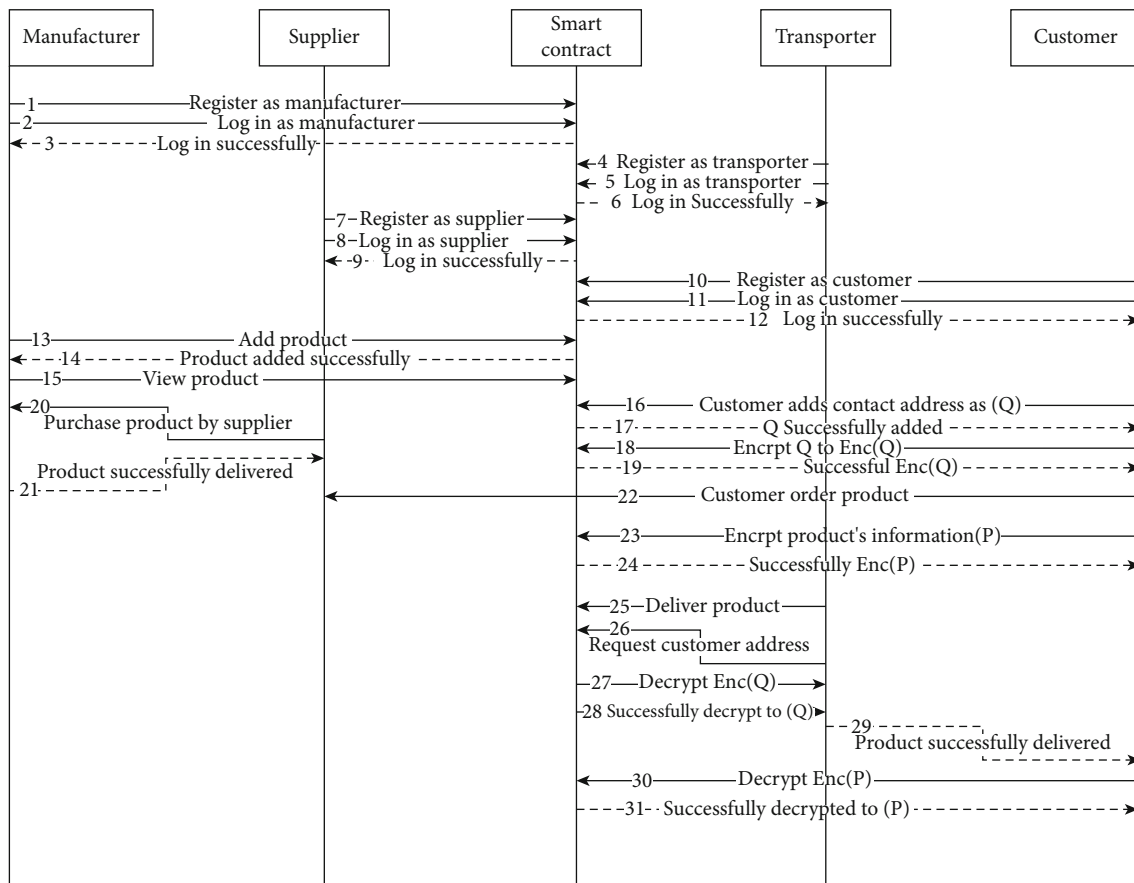 Manufacturer
Supplier
Smart
contract
Transporter
Customer
1 Register as manufacturer
2 Log in as manufacturer
3 Log in successfully
4 Register as transporter
5 Log in as transporter
6 Log in Successfully
7 Register as supplier
8 Log in as supplier
9 Log in successfully
10 Register as customer
11 Log in as customer
12 Log in successfully
13 Add product
14 Product added successfully
15 View product
20
Purchase product by supplier
Product successfully delivered
21
16 Customer adds contact address as (Q)
17 Q Successfully added
18 Encrpt Q to Enc(Q)
19 Successful Enc(Q)
22 Customer order product
23 Encrpt product's information(P)
24 Successfully Enc(P)
25 Deliver product
26
Request customer address
27 Decrypt Enc(Q)
28 Successfully decrypt to (Q)
29
Product successfully delivered
30 Decrypt Enc(P)
31 Successfully decrypted to (P)